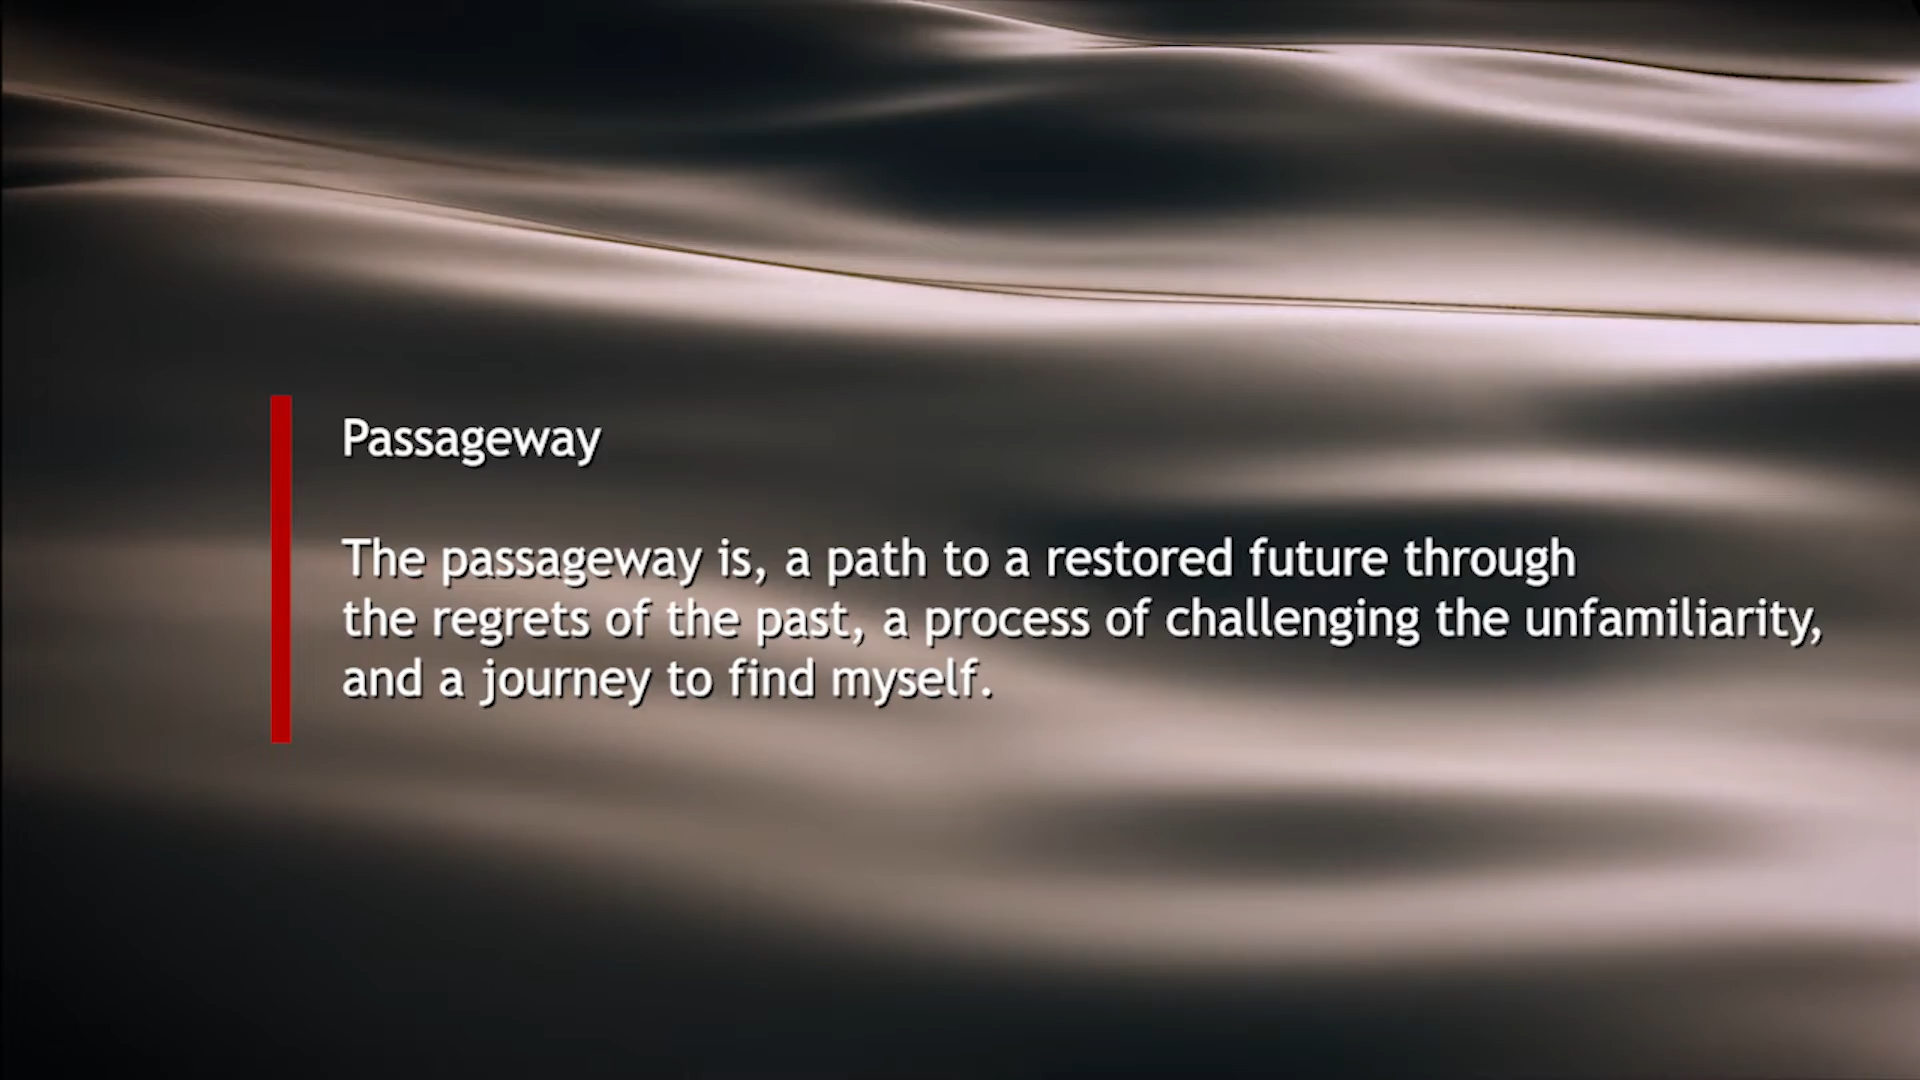 Passageway
The passageway is, a path to a restored future through
the regrets of the past, a process of challenging the unfamiliarity,
and a journey to find myself.